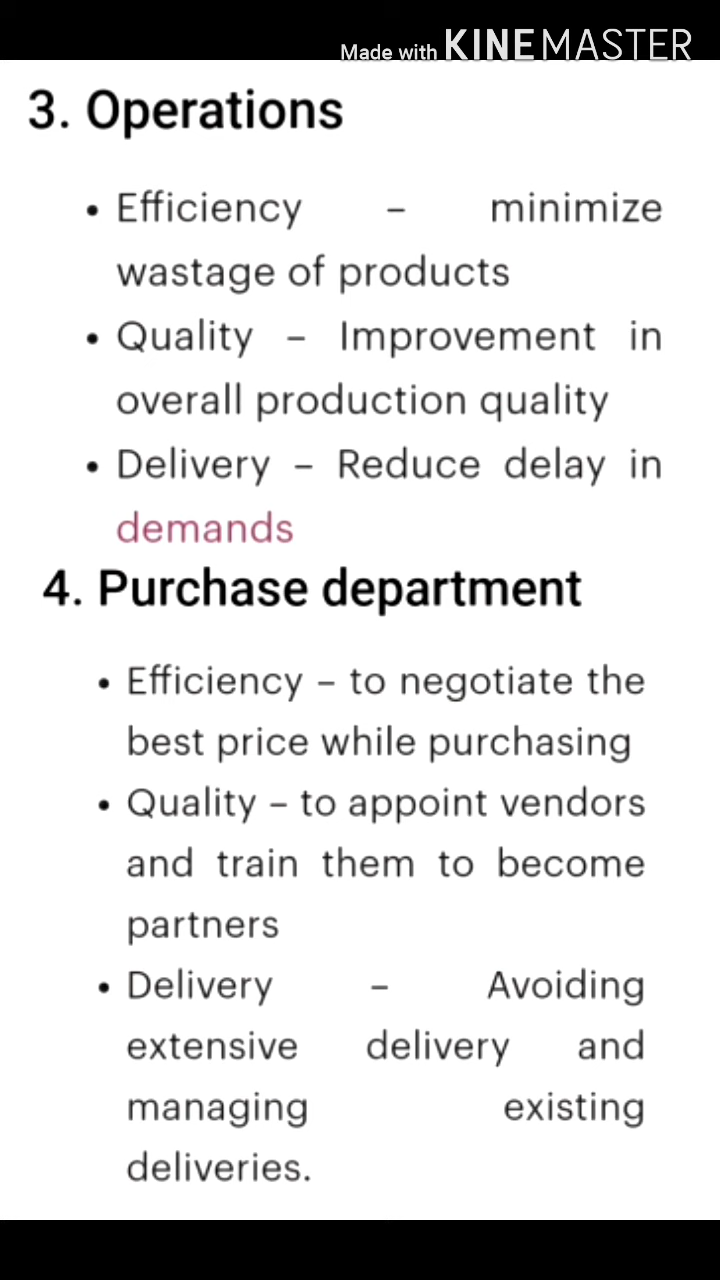 Made with KINEMASTER
3. Operations
• Efficiency – minimize
wastage of products
• Quality – Improvement in
overall production quality
• Delivery – Reduce delay in
demands
4. Purchase department
• Efficiency – to negotiate the
best price while purchasing
• Quality – to appoint vendors
and train them to become
partners
• Delivery – Avoiding
extensive delivery and
managing existing
deliveries.